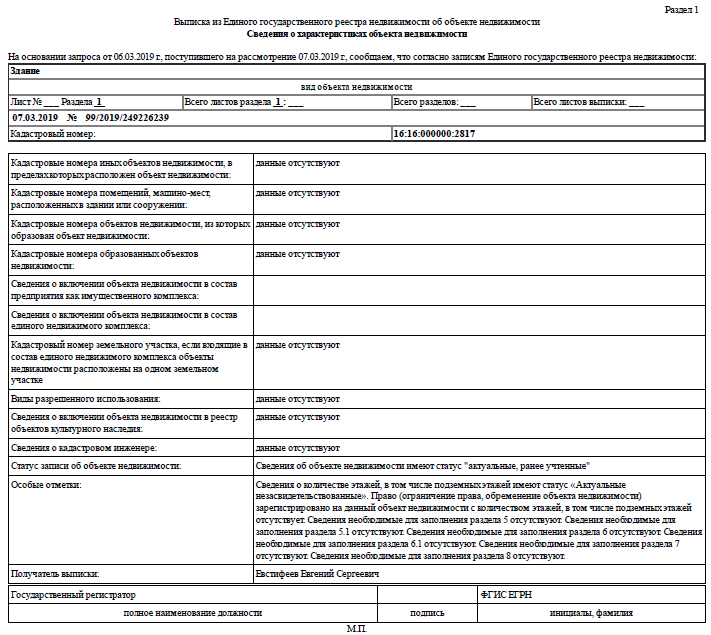 Раздел 1
Выписка из Единого государственного реестра недвижимости об объекте недвижимости
Сведения о характеристиках объекта недвижимости
На основании запроса от 06.03.2019 г., поступившего на рассмотрение 07.03.2019 г., сообщаем, что согласно записям Единого государственного реестра недвижимости:
Здание
вид объекта недвижимости
Лист № ___ Раздела 1 Всего листов раздела 1 : ___ Всего разделов: ___ Всего листов выписки: ___
07.03.2019 № 99/2019/249226239
Кадастровый номер: 16:16:000000:2817
Кадастровые номера иных объектов недвижимости, в данные отсутствуют
пределах которых расположен объект недвижимости:
Кадастровые номера помещений, машино-мест, данные отсутствуют
расположенных в здании или сооружении:
Кадастровые номера объектов недвижимости, из которых данные отсутствуют
образован объект недвижимости:
Кадастровые номера образованных объектов данные отсутствуют
недвижимости:
Сведения о включении объекта недвижимости в состав
предприятия как имущественного комплекса:
Сведения о включении объекта недвижимости в состав
единого недвижимого комплекса:
Кадастровый номер земельного участка, если входящие в данные отсутствуют
состав единого недвижимого комплекса объекты
недвижимости расположены на одном земельном
участке
Виды разрешенного использования: данные отсутствуют
Сведения о включении объекта недвижимости в реестр данные отсутствуют
объектов культурного наследия:
Сведения о кадастровом инженере: данные отсутствуют
Статус записи об объекте недвижимости: Сведения об объекте недвижимости имеют статус "актуальные, ранее учтенные"
Особые отметки: Сведения о количестве этажей, в том числе подземных этажей имеют статус «Актуальные
незасвидетельствованные». Право (ограничение права, обременение объекта недвижимости)
зарегистрировано на данный объект недвижимости с количеством этажей, в том числе подземных этажей
отсутствует. Сведения необходимые для заполнения раздела 5 отсутствуют. Сведения необходимые для
заполнения раздела 5.1 отсутствуют. Сведения необходимые для заполнения раздела 6 отсутствуют. Сведения
необходимые для заполнения раздела 6.1 отсутствуют. Сведения необходимые для заполнения раздела 7
отсутствуют. Сведения необходимые для заполнения раздела 8 отсутствуют.
Получатель выписки: Евстифеев Евгений Сергеевич
Государственный регистратор ФГИС ЕГРН
полное наименование должности подпись инициалы, фамилия
М.П.